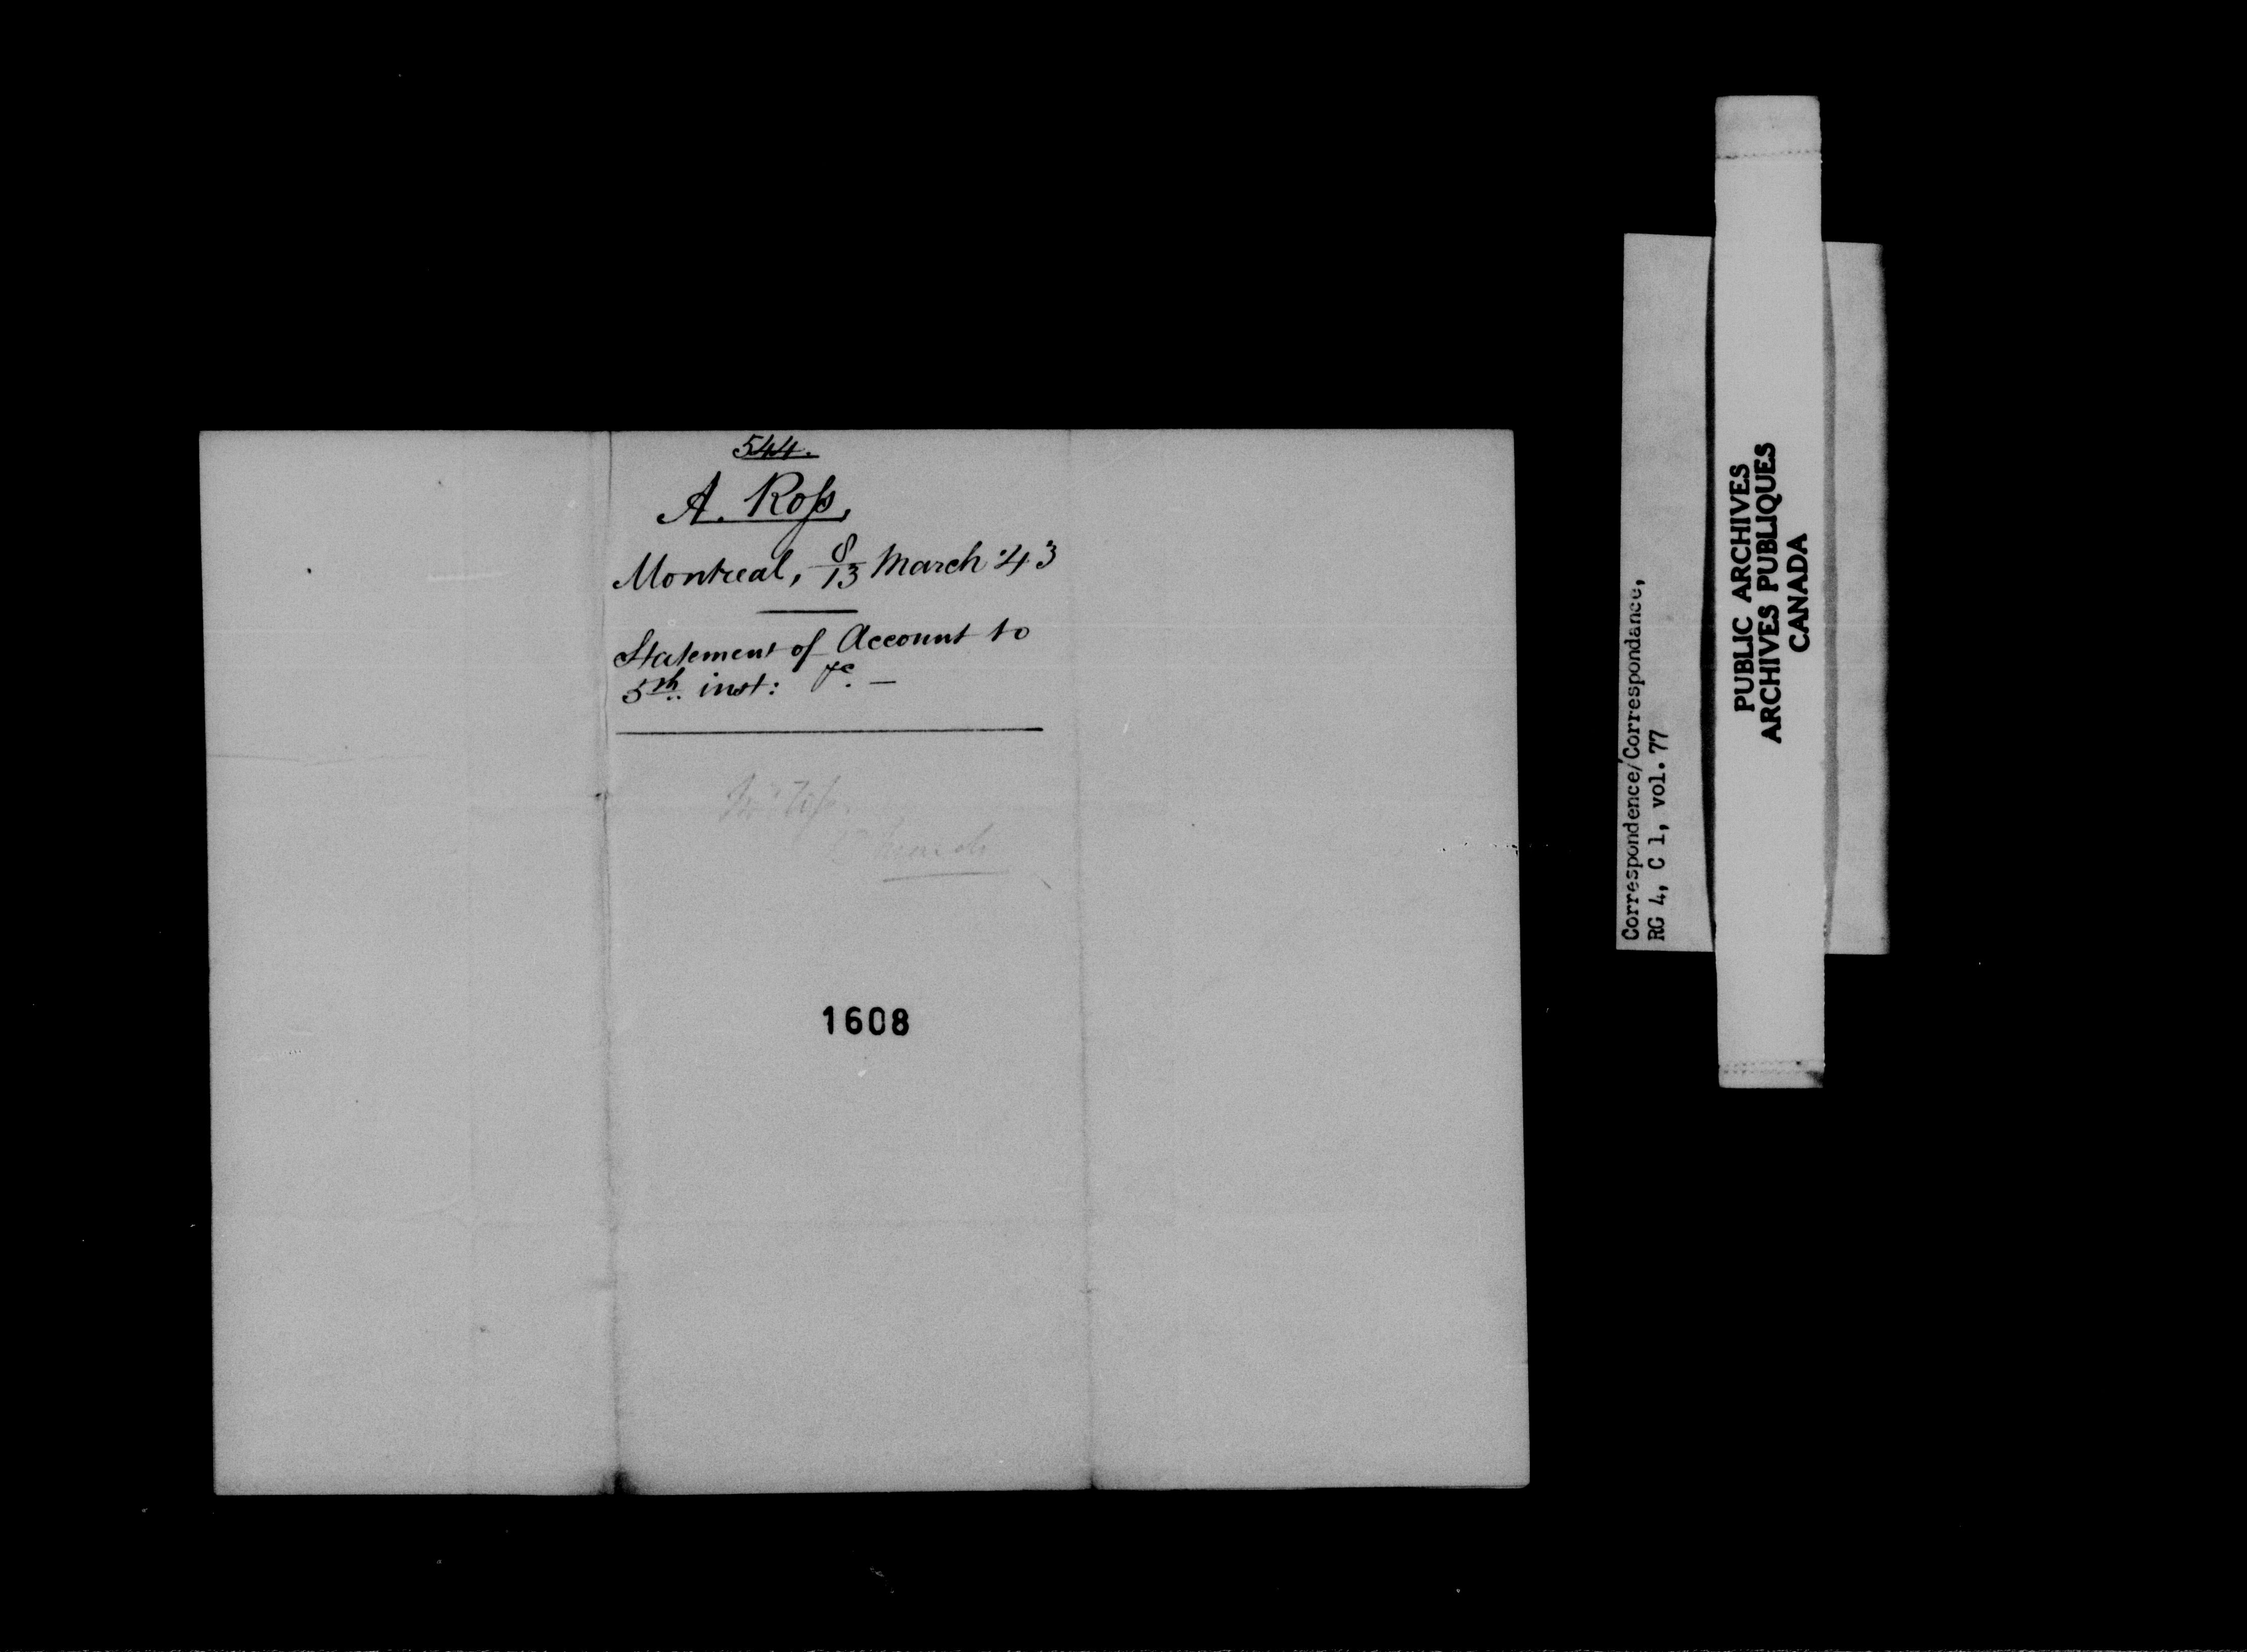 544.
A. Roſs,
Montreal, 8/13 March '43
Statement of Account to
5th inst: &c. —
1608
Correspondence/Correspondance,
RG 4, C 1, vol. 77
PUBLIC ARCHIVES
ARCHIVES PUBLIQUES
CANADA